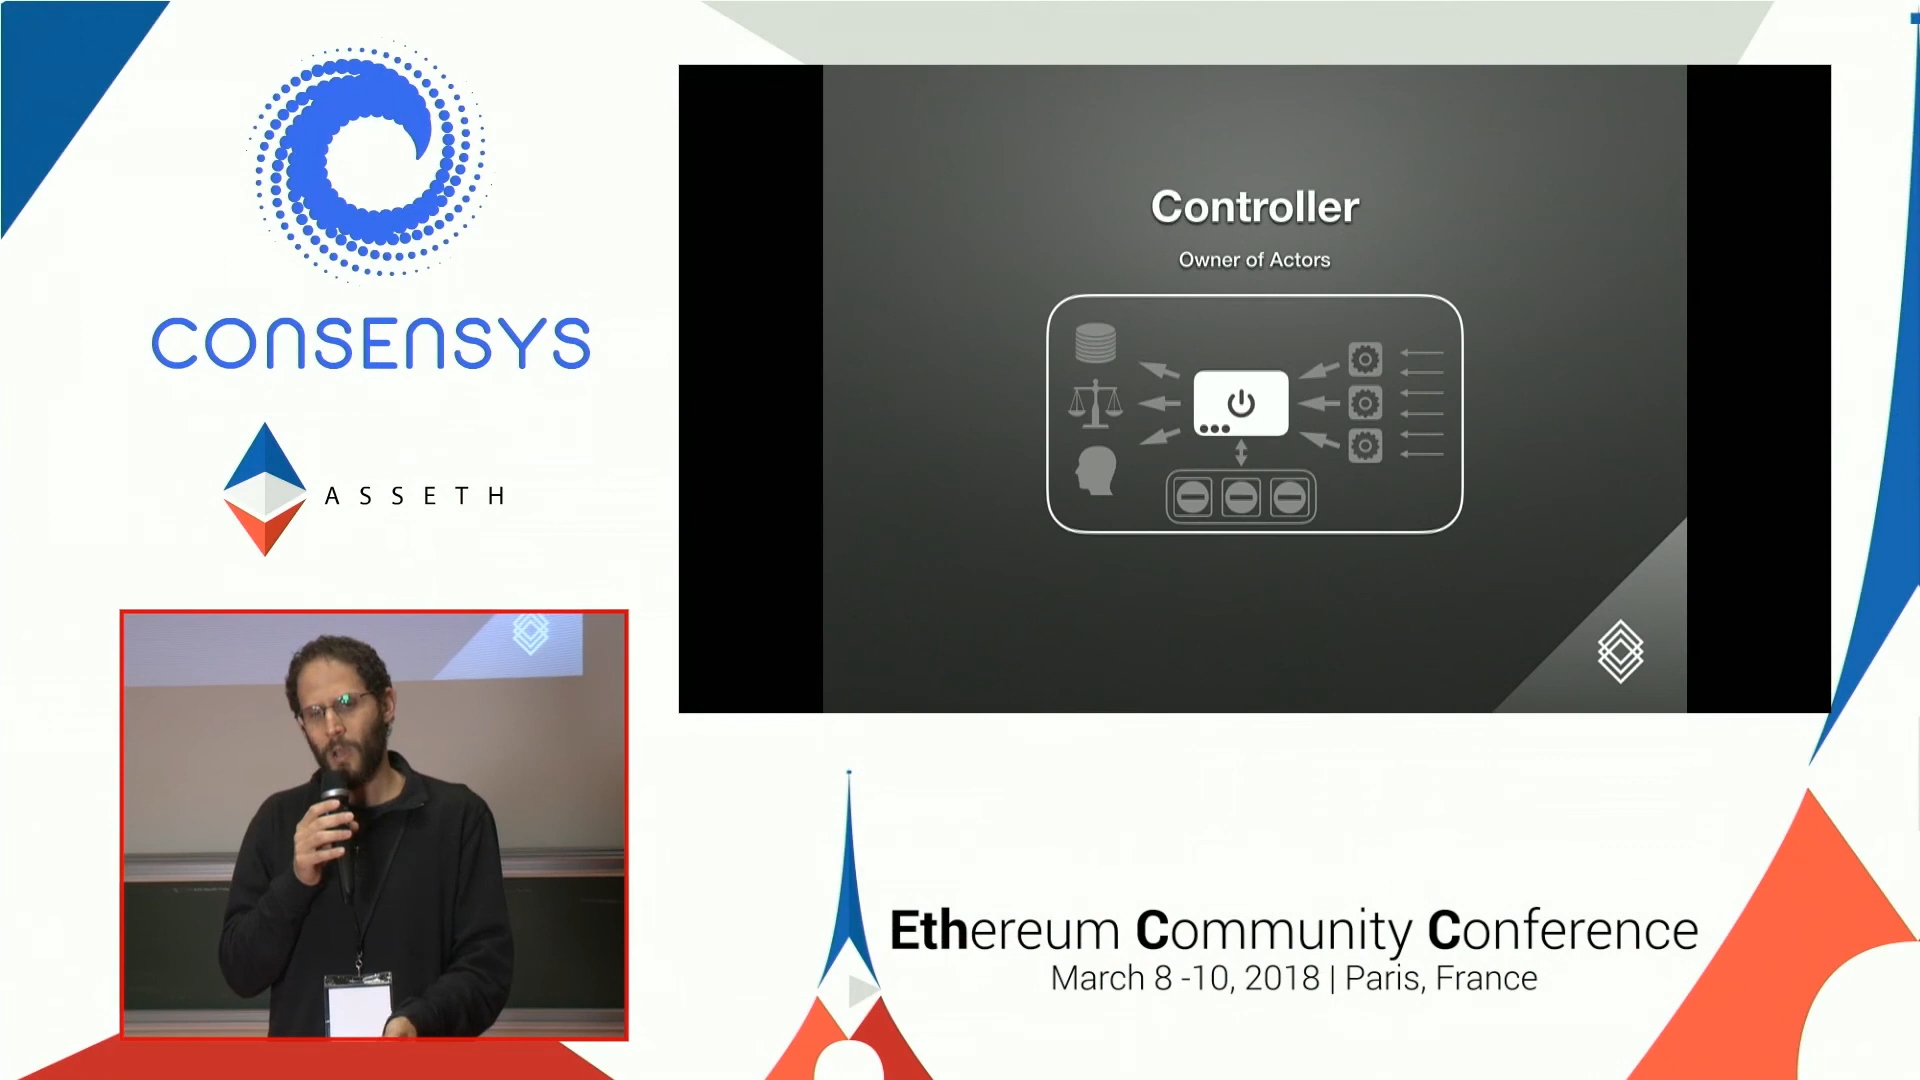 CONSENSYS
ASSETH
Controller
Owner of Actors
Ethereum Community Conference
March 8 -10, 2018 | Paris, France